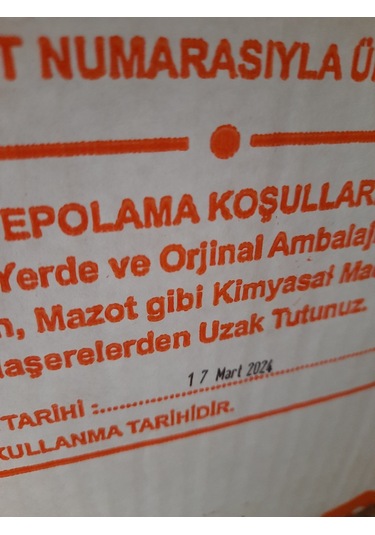 T NUMARASIYLA Ü
EPOLAMA KOŞULLAR
Yerde ve Orjinal Ambalaj
n, Mazot gibi Kimyasal Ma
aşerelerden Uzak Tutunuz.
17 Mart 2024
TARİHİ :
KULLANMA TARİHİDİR.